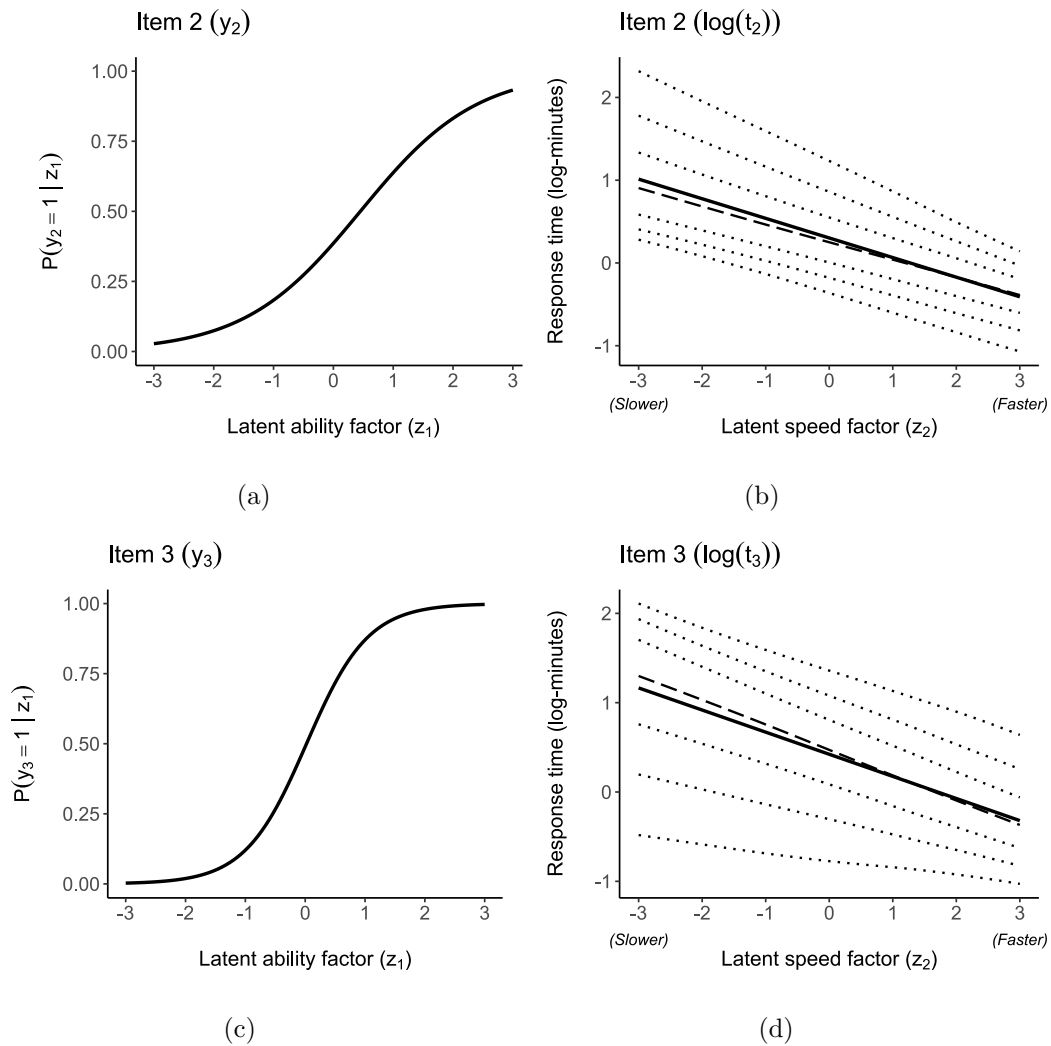 Item 2 (y₂)
Item 2 (log(t₂))
P(y₂ = 1 | z₁)
1.00
0.75
0.50
0.25
0.00
-3 -2 -1 0 1 2 3
Latent ability factor (z₁)
(a)
Response time (log-minutes)
2
1
0
-1
-3 -2 -1 0 1 2 3
(Slower) (Faster)
Latent speed factor (z₂)
(b)
Item 3 (y₃)
Item 3 (log(t₃))
P(y₃ = 1 | z₁)
1.00
0.75
0.50
0.25
0.00
-3 -2 -1 0 1 2 3
Latent ability factor (z₁)
(c)
Response time (log-minutes)
2
1
0
-1
-3 -2 -1 0 1 2 3
(Slower) (Faster)
Latent speed factor (z₂)
(d)